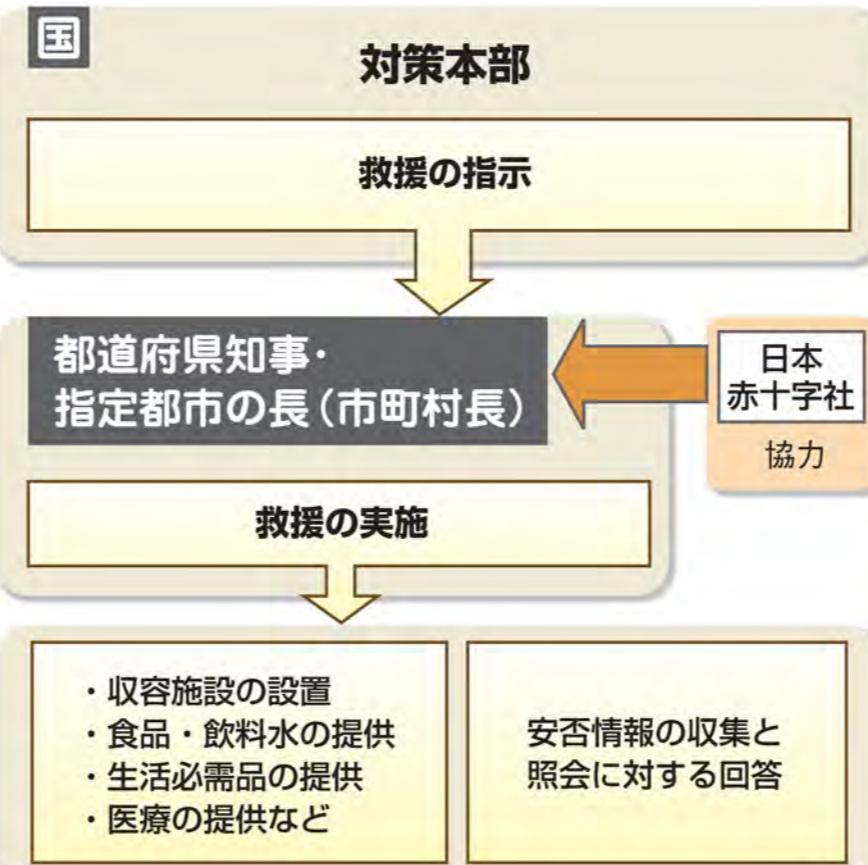 国
対策本部
救援の指示
都道府県知事・
指定都市の長（市町村長）
日本
赤十字社
協力
救援の実施
・収容施設の設置
・食品・飲料水の提供
・生活必需品の提供
・医療の提供など
安否情報の収集と
照会に対する回答